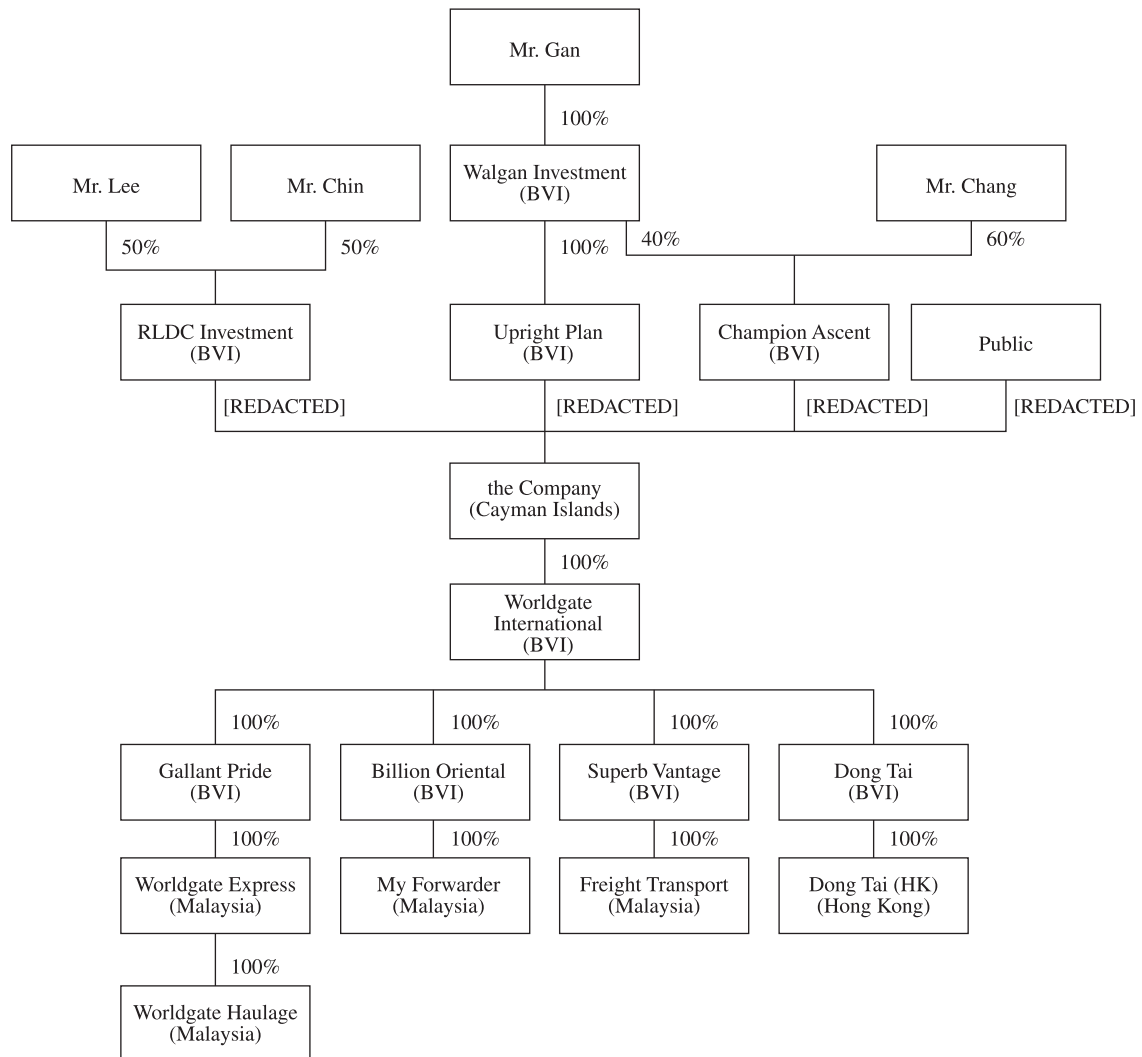 Mr. Gan
100%
Mr. Lee
Mr. Chin
Walgan Investment
(BVI)
Mr. Chang
50%
50%
100%
40%
60%
RLDC Investment
(BVI)
Upright Plan
(BVI)
Champion Ascent
(BVI)
Public
[REDACTED]
[REDACTED]
[REDACTED]
[REDACTED]
the Company
(Cayman Islands)
100%
Worldgate
International
(BVI)
100%
100%
100%
100%
Gallant Pride
(BVI)
Billion Oriental
(BVI)
Superb Vantage
(BVI)
Dong Tai
(BVI)
100%
100%
100%
100%
Worldgate Express
(Malaysia)
My Forwarder
(Malaysia)
Freight Transport
(Malaysia)
Dong Tai (HK)
(Hong Kong)
100%
Worldgate Haulage
(Malaysia)